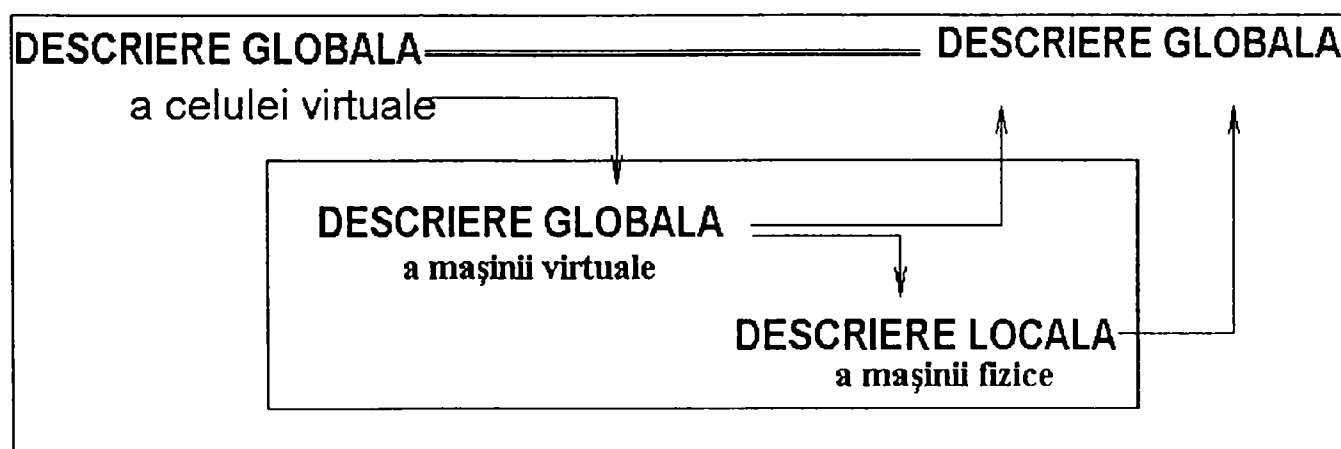 DESCRIERE GLOBALA DESCRIERE GLOBALA
a celulei virtuale
DESCRIERE GLOBALA
a maşinii virtuale
DESCRIERE LOCALA
a maşinii fizice